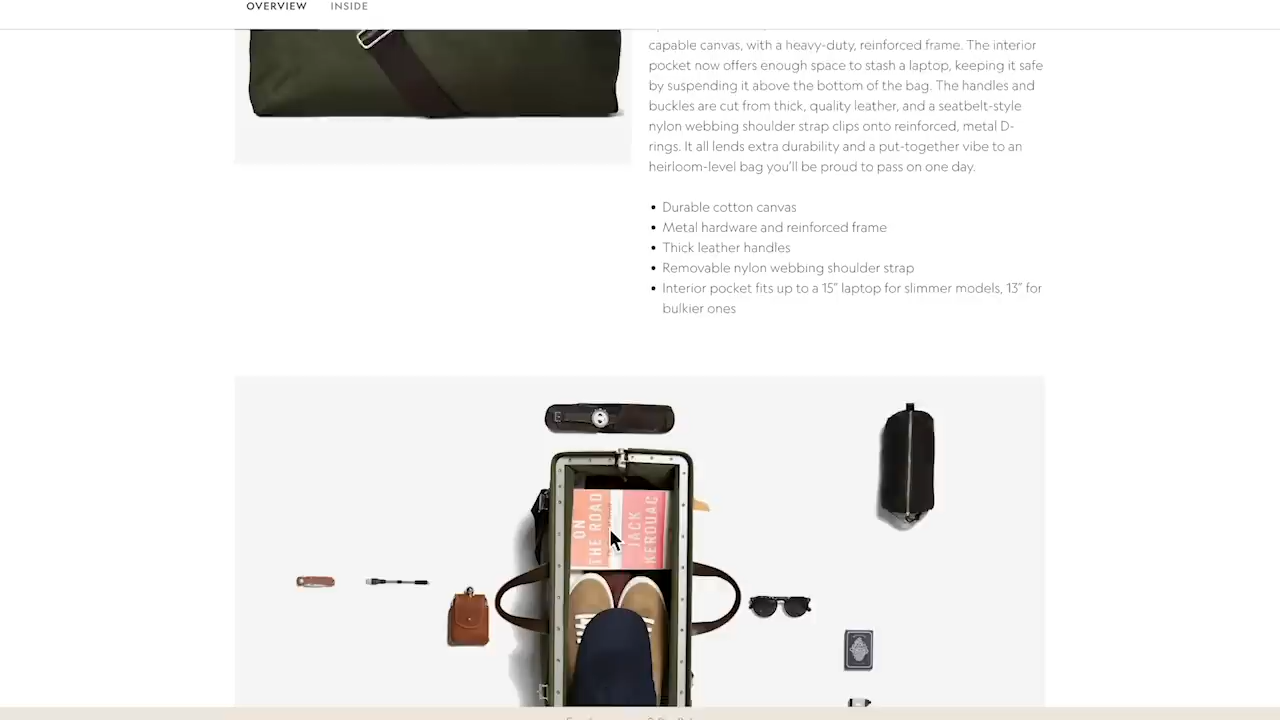 OVERVIEW INSIDE
capable canvas, with a heavy-duty, reinforced frame. The interior
pocket now offers enough space to stash a laptop, keeping it safe
by suspending it above the bottom of the bag. The handles and
buckles are cut from thick, quality leather, and a seatbelt-style
nylon webbing shoulder strap clips onto reinforced, metal D-
rings. It all lends extra durability and a put-together vibe to an
heirloom-level bag you'll be proud to pass on one day.
• Durable cotton canvas
• Metal hardware and reinforced frame
• Thick leather handles
• Removable nylon webbing shoulder strap
• Interior pocket fits up to a 15" laptop for slimmer models, 13" for
bulkier ones
ON
THE ROAD
JACK
KEROUAC